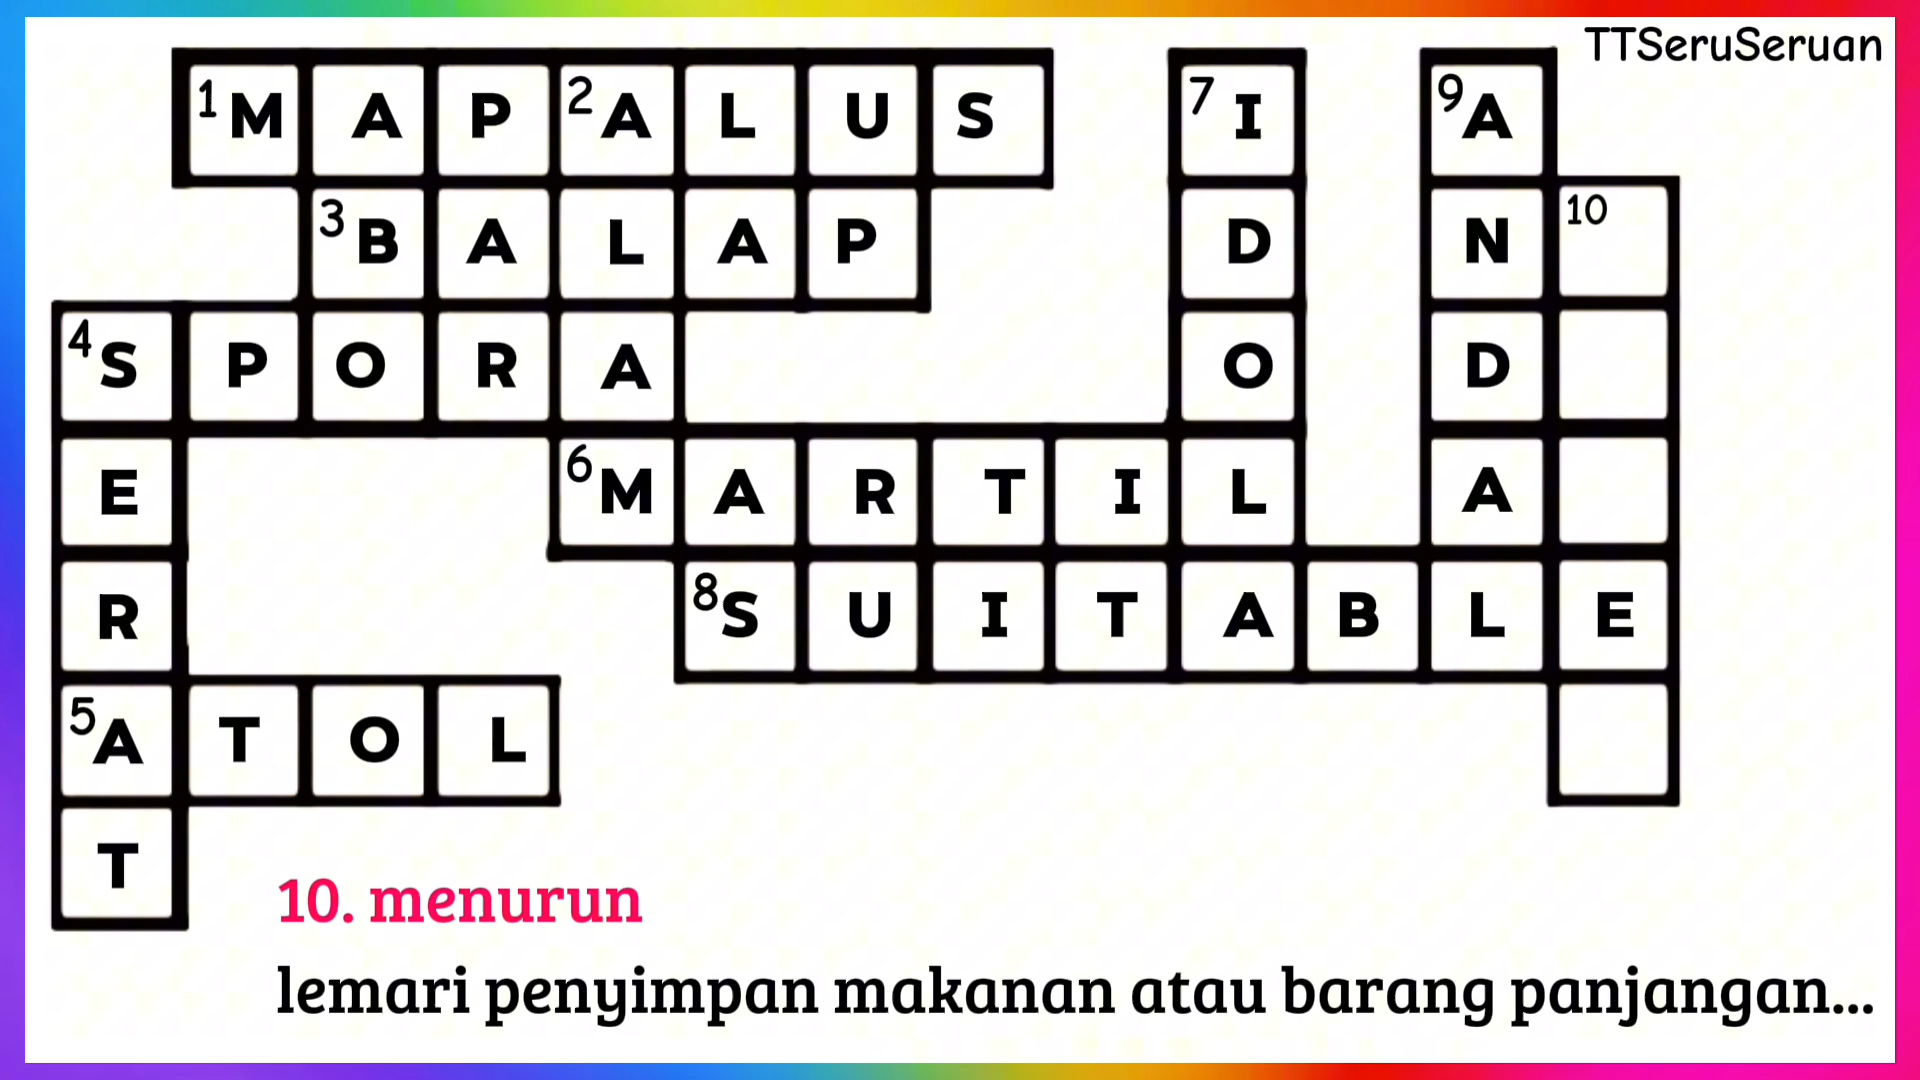 TTSeruSeruan
1 M A P 2 A L U S 7 I 9 A
3 B A L A P D N 10
4 S P O R A O D
E 6 M A R T I L A
R 8 S U I T A B L E
5 A T O L
T
10. menurun
lemari penyimpan makanan atau barang panjangan...